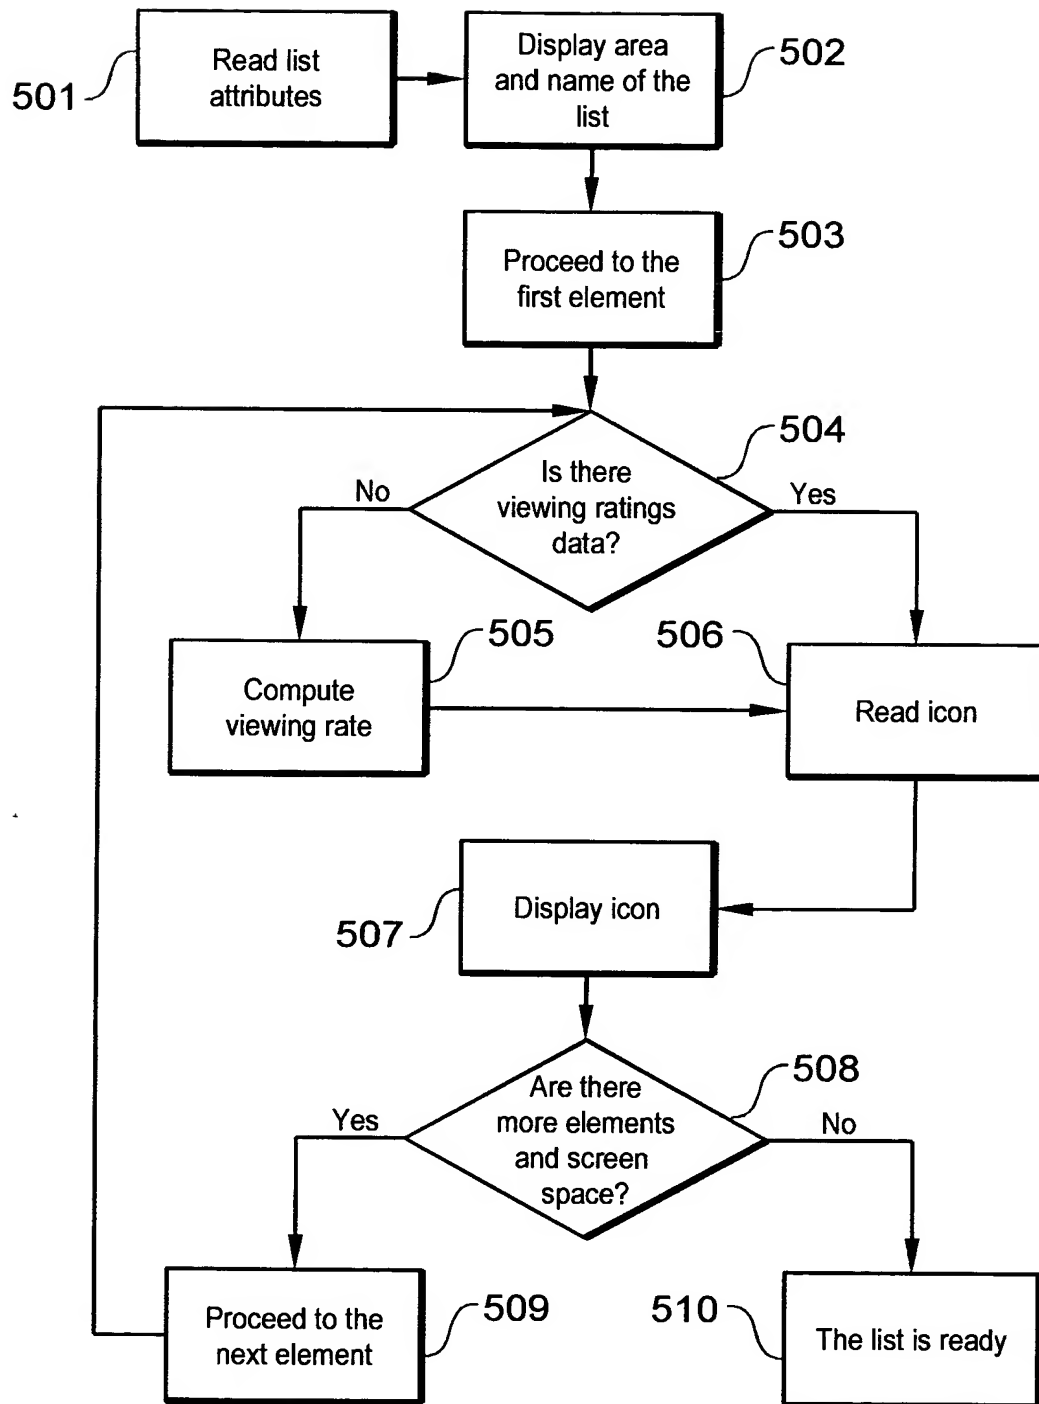 501
Read list
attributes
Display area
and name of the
list
502
Proceed to the
first element
503
Is there
viewing ratings
data?
504
No
Yes
Compute
viewing rate
505
506
Read icon
Display icon
507
Are there
more elements
and screen
space?
508
Yes
No
Proceed to the
next element
509
510
The list is ready